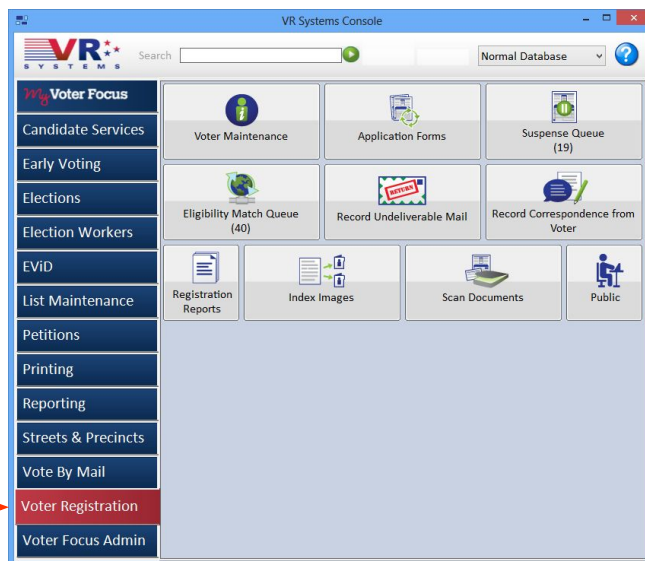 VR Systems Console
VR
SYSTEMS
Search
Normal Database
?
My Voter Focus
Candidate Services
Early Voting
Elections
Election Workers
EViD
List Maintenance
Petitions
Printing
Reporting
Streets & Precincts
Vote By Mail
Voter Registration
Voter Focus Admin
Voter Maintenance
Application Forms
Suspense Queue
(19)
Eligibility Match Queue
(40)
RETURN
Record Undeliverable Mail
Record Correspondence from
Voter
Registration
Reports
Index Images
Scan Documents
Public